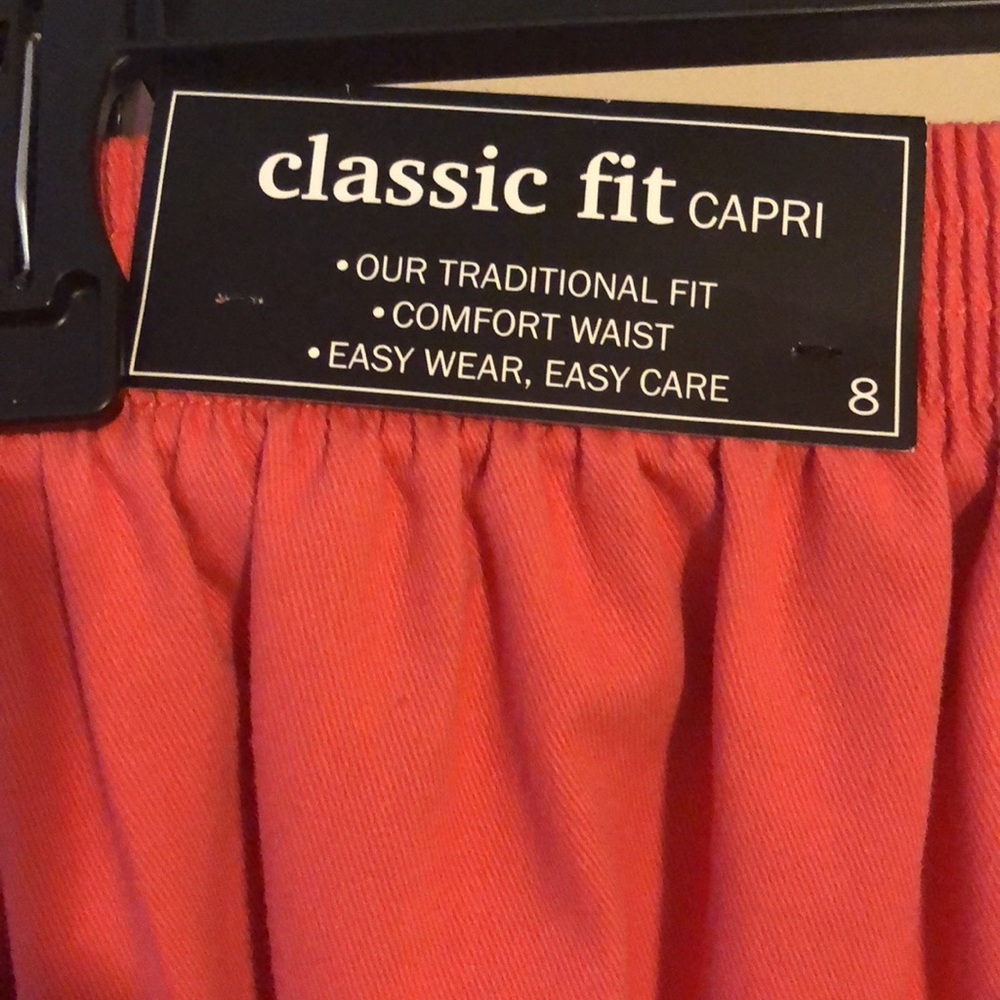 classic fit CAPRI
•OUR TRADITIONAL FIT
•COMFORT WAIST
•EASY WEAR, EASY CARE
8